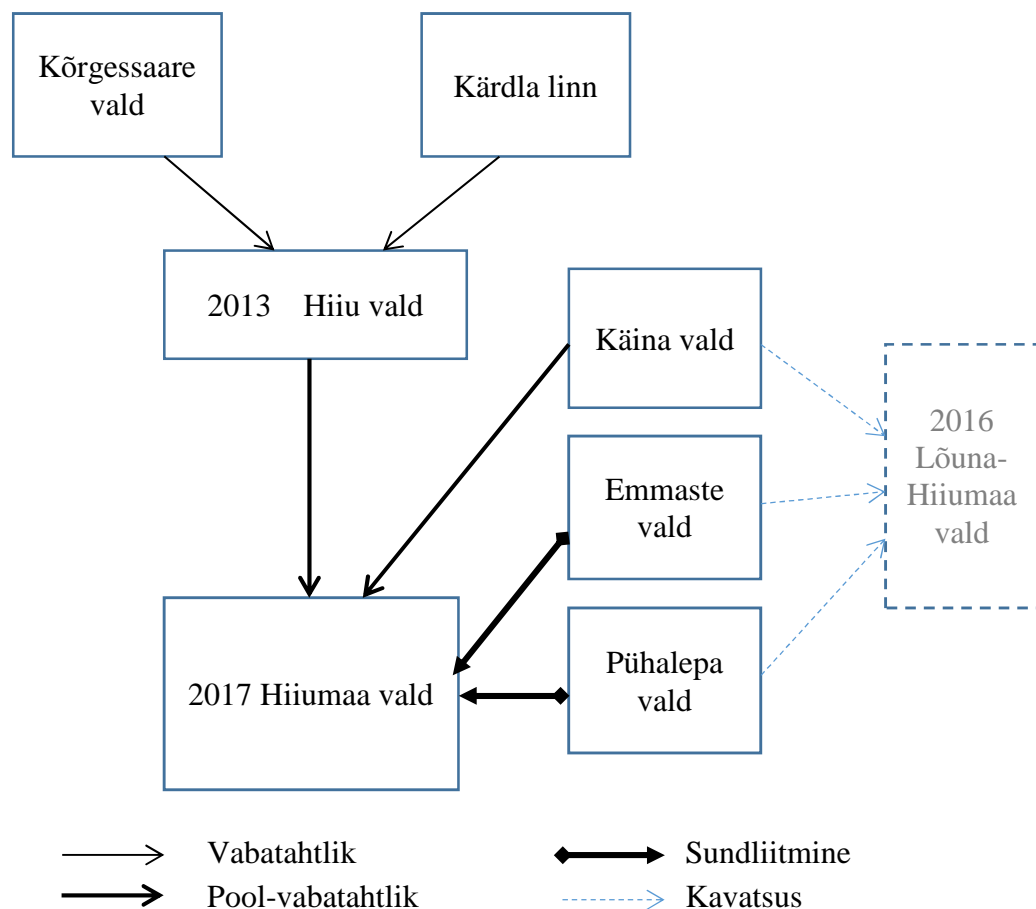 Kõrgessaare
vald
Kärdla linn
2013 Hiiu vald
Käina vald
2016
Lõuna-
Hiiumaa
vald
Emmaste
vald
Pühalepa
vald
2017 Hiiumaa vald
Vabatahtlik
Sundliitmine
Pool-vabatahtlik
Kavatsus